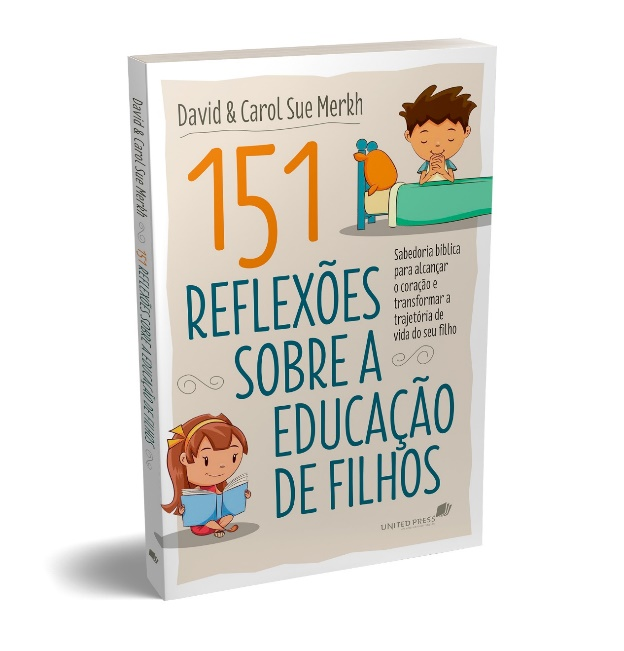 David & Carol Sue Merkh
151
REFLEXÕES
SOBRE A
EDUCAÇÃO
DE FILHOS
Sabedoria bíblica
para alcançar
o coração e
transformar a
trajetória de
vida do seu filho
UNITED PRESS
David & Carol Sue Merkh 151 REFLEXÕES SOBRE A EDUCAÇÃO DE FILHOS